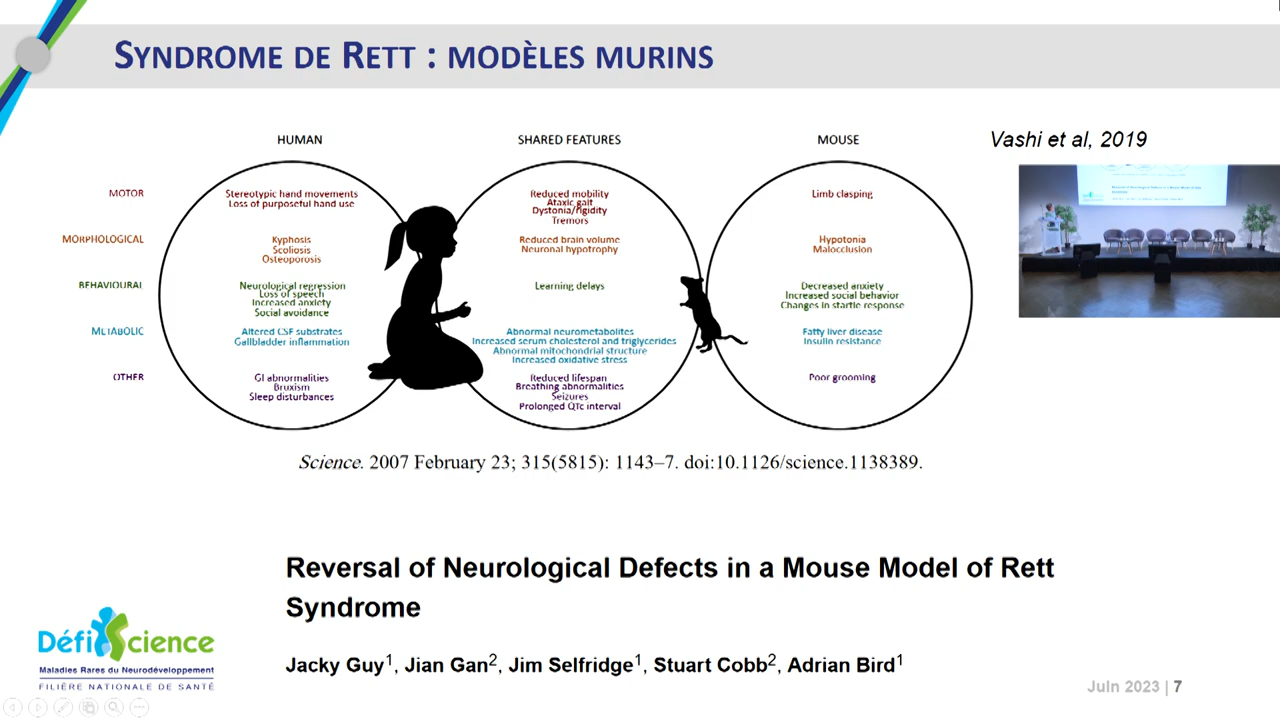 SYNDROME DE RETT : MODÈLES MURINS
HUMAN
SHARED FEATURES
MOUSE
Vashi et al, 2019
MOTOR
Stereotypic hand movements
Loss of purposeful hand use
Reduced mobility
Ataxic gait
Dystonia/rigidity
Tremors
Limb clasping
MORPHOLOGICAL
Kyphosis
Scoliosis
Osteoporosis
Reduced brain volume
Neuronal hypotrophy
Hypotonia
Malocclusion
BEHAVIOURAL
Neurological regression
Loss of speech
Increased anxiety
Social avoidance
Learning delays
Decreased anxiety
Increased social behavior
Changes in startle response
METABOLIC
Altered CSF substrates
Gallbladder inflammation
Abnormal neurometabolites
Increased serum cholesterol and triglycerides
Abnormal mitochondrial structure
Increased oxidative stress
Fatty liver disease
Insulin resistance
OTHER
GI abnormalities
Bruxism
Sleep disturbances
Reduced lifespan
Breathing abnormalities
Seizures
Prolonged QTc interval
Poor grooming
Science. 2007 February 23; 315(5815): 1143–7. doi:10.1126/science.1138389.
Reversal of Neurological Defects in a Mouse Model of Rett
Syndrome
Jacky Guy1, Jian Gan2, Jim Selfridge1, Stuart Cobb2, Adrian Bird1
DéfiScience
Maladies Rares du Neurodéveloppement
FILIÈRE NATIONALE DE SANTÉ
Juin 2023 | 7